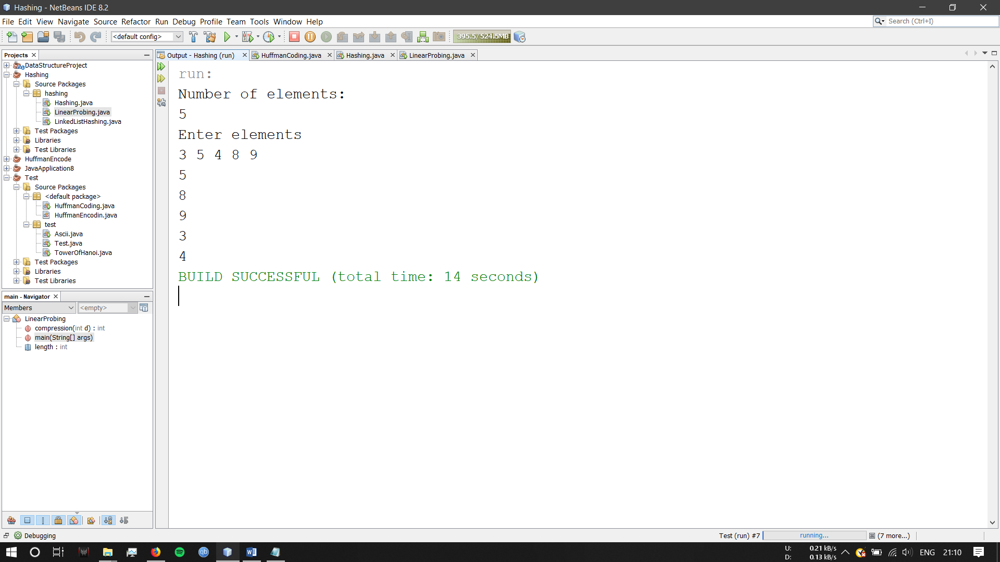 Hashing - NetBeans IDE 8.2
File Edit View Navigate Source Refactor Run Debug Profile Team Tools Window Help
Search (Ctrl+I)
<default config>
395.5/524.5MB
Projects
DataStructureProject
Hashing
Source Packages
hashing
Hashing.java
LinearProbing.java
LinkedListHashing.java
Test Packages
Libraries
Test Libraries
HuffmanEncode
JavaApplication8
Test
Source Packages
<default package>
HuffmanCoding.java
HuffmanEncodin.java
test
Ascii.java
Test.java
TowerOfHanoi.java
Test Packages
Libraries
Test Libraries
main - Navigator
Members
<empty>
LinearProbing
compression(int d) : int
main(String[] args)
length : int
Output - Hashing (run) HuffmanCoding.java Hashing.java LinearProbing.java
run:
Number of elements:
5
Enter elements
3 5 4 8 9
5
8
9
3
4
BUILD SUCCESSFUL (total time: 14 seconds)
Debugging
Test (run) #7 running... (7 more...)
U: 0.21 kB/s
D: 0.13 kB/s
ENG 21:10